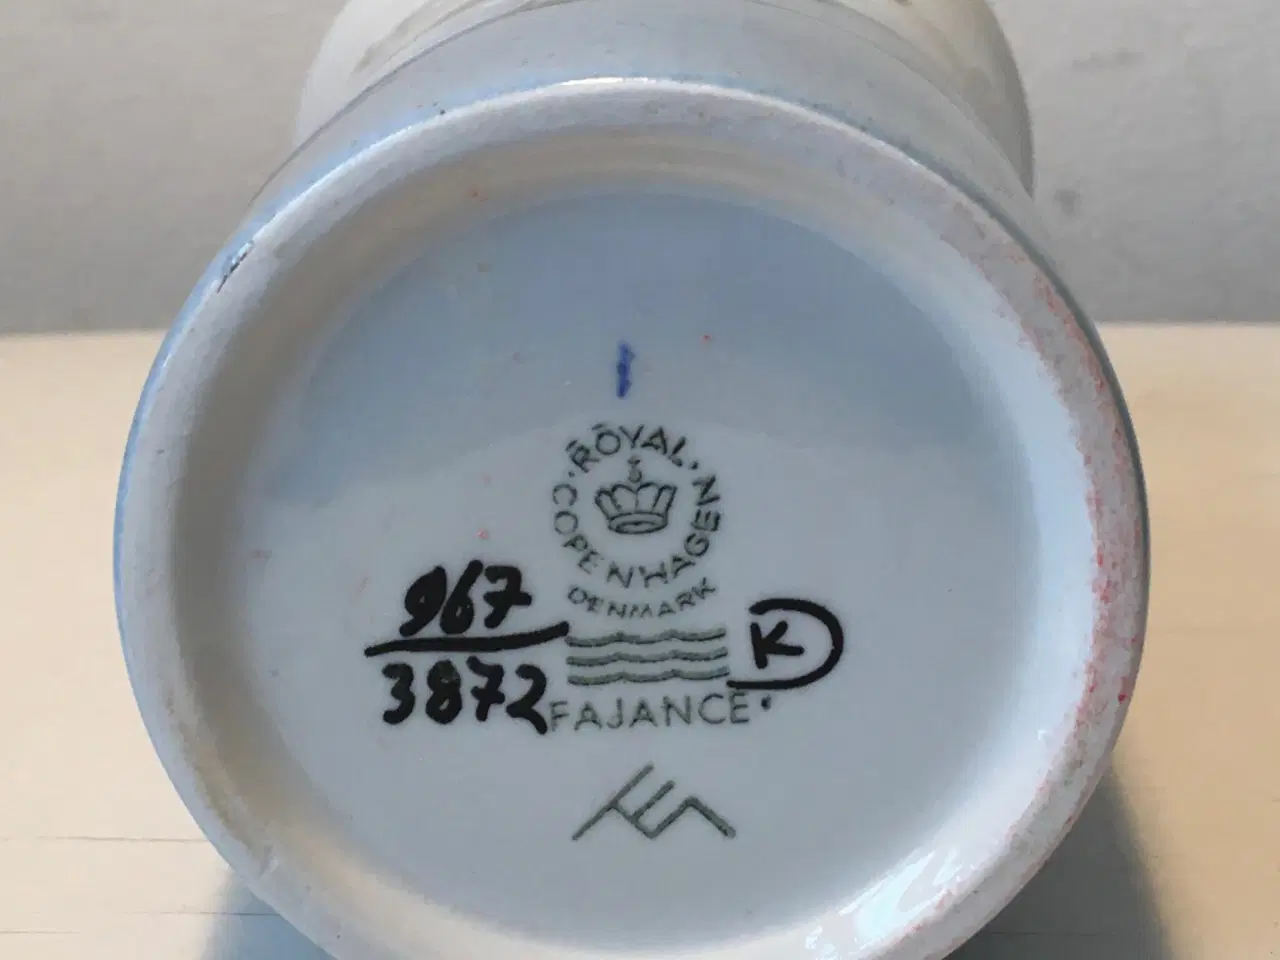 ROYAL
COPENHAGEN
DENMARK
967
3872
K
FAJANCE